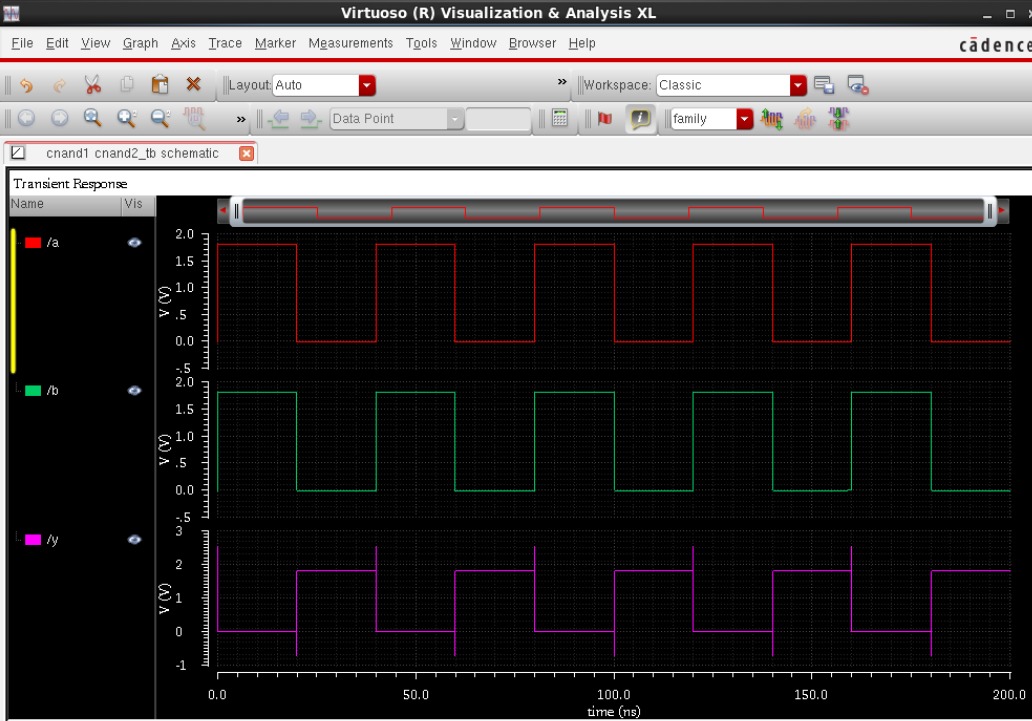 Virtuoso (R) Visualization & Analysis XL
File Edit View Graph Axis Trace Marker Measurements Tools Window Browser Help
cādence
Layout: Auto » Workspace: Classic
» Data Point family
cnand1 cnand2_tb schematic
Transient Response
Name Vis
/a
2.0
1.5
1.0
.5
0.0
-.5
V (V)
/b
2.0
1.5
1.0
.5
0.0
-.5
V (V)
/y
3
2
1
0
-1
V (V)
0.0 50.0 100.0 150.0 200.0
time (ns)